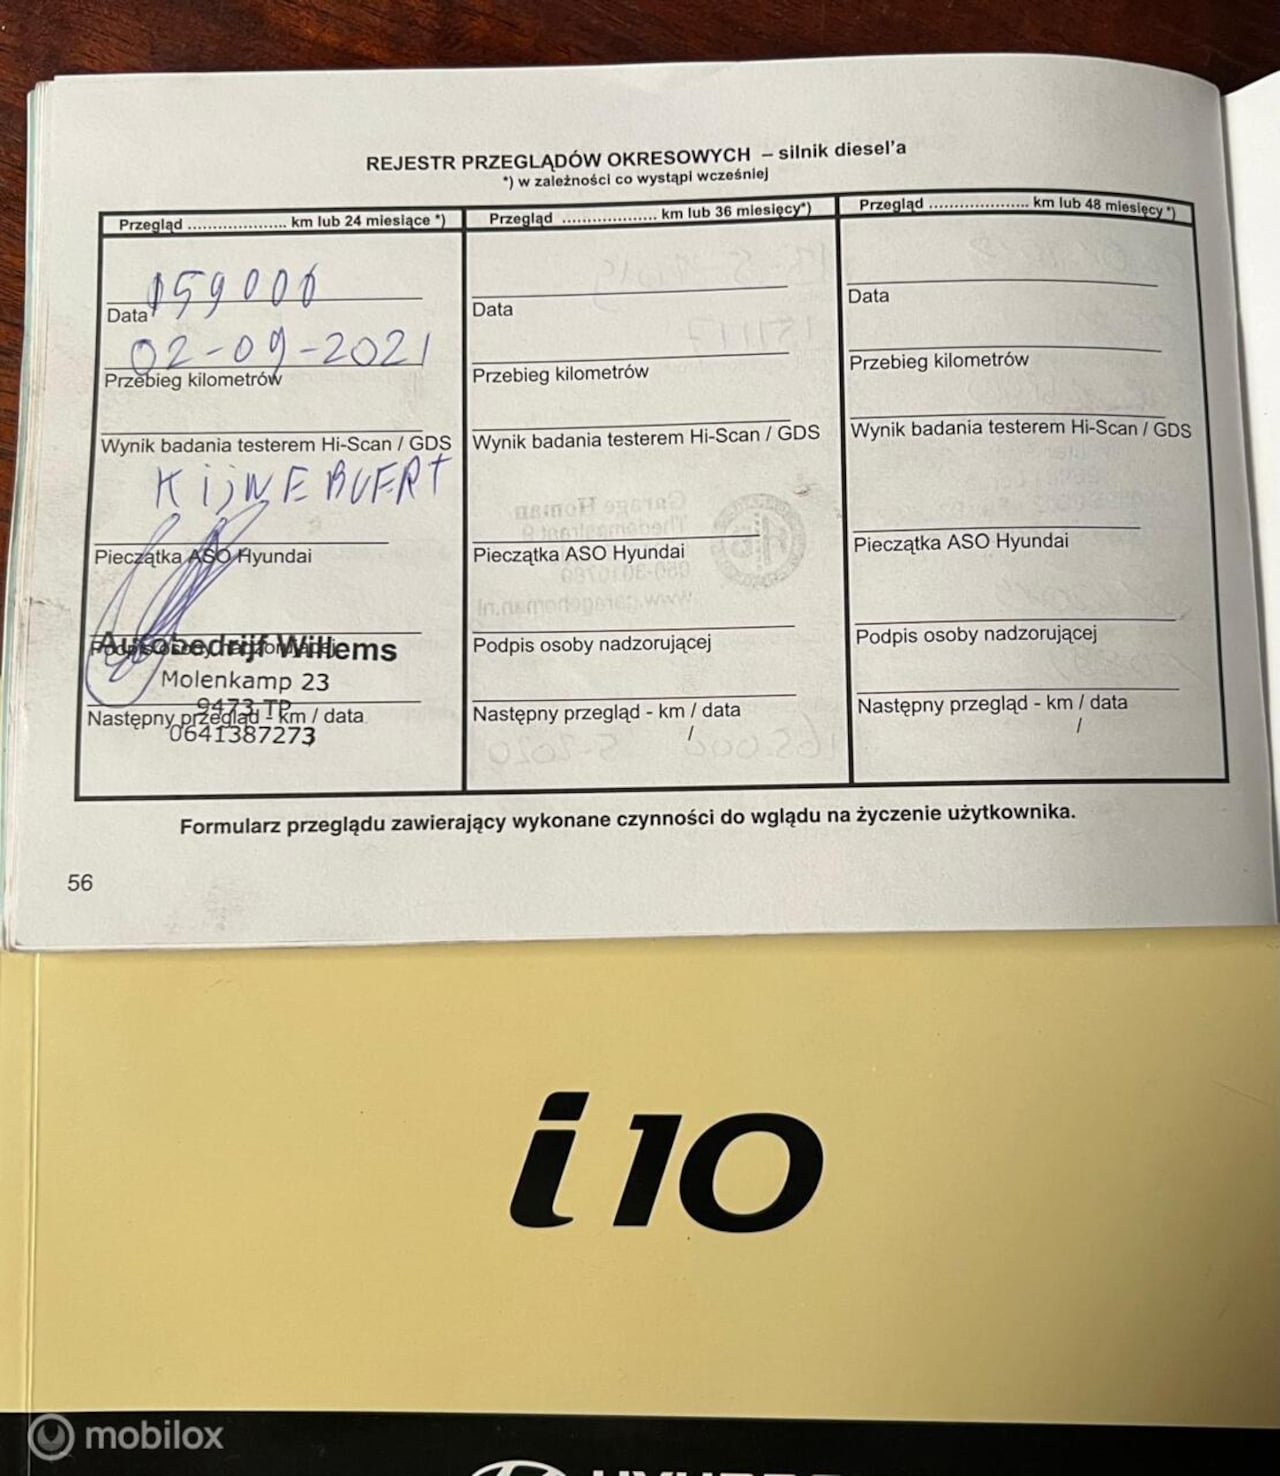 REJESTR PRZEGLĄDÓW OKRESOWYCH – silnik diesel'a
*) w zależności co wystąpi wcześniej
Przegląd .................... km lub 24 miesiące *)
159000
Data
02-09-2021
Przebieg kilometrów
Wynik badania testerem Hi-Scan / GDS
Pieczątka ASO Hyundai
Autobedrijf Willems
Molenkamp 23
9473 TP
Następny przegląd - km / data
0641387273
Przegląd ................... km lub 36 miesięcy*)
Data
Przebieg kilometrów
Wynik badania testerem Hi-Scan / GDS
Pieczątka ASO Hyundai
Podpis osoby nadzorującej
Następny przegląd - km / data
/
Przegląd .................... km lub 48 miesięcy *)
Data
Przebieg kilometrów
Wynik badania testerem Hi-Scan / GDS
Pieczątka ASO Hyundai
Podpis osoby nadzorującej
Następny przegląd - km / data
/
Formularz przeglądu zawierający wykonane czynności do wglądu na życzenie użytkownika.
56
i10
mobilox